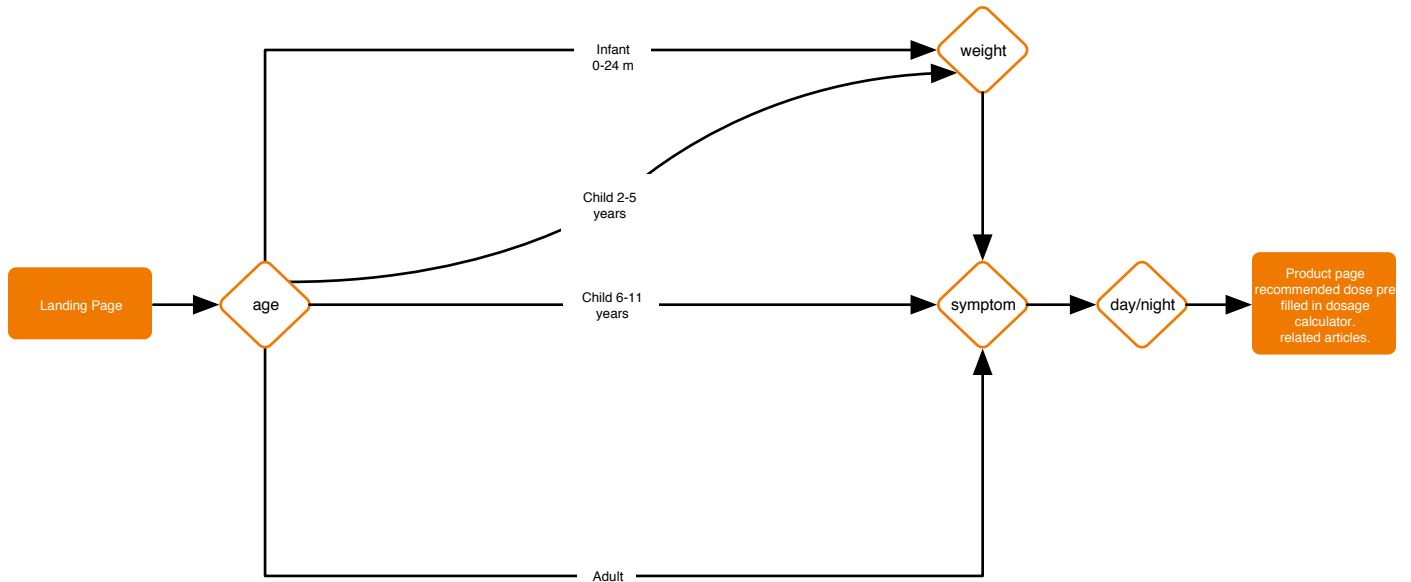 Infant
0-24 m
weight
Child 2-5
years
Landing Page
age
Child 6-11
years
symptom
day/night
Product page
recommended dose pre
filled in dosage
calculator.
related articles.
Adult